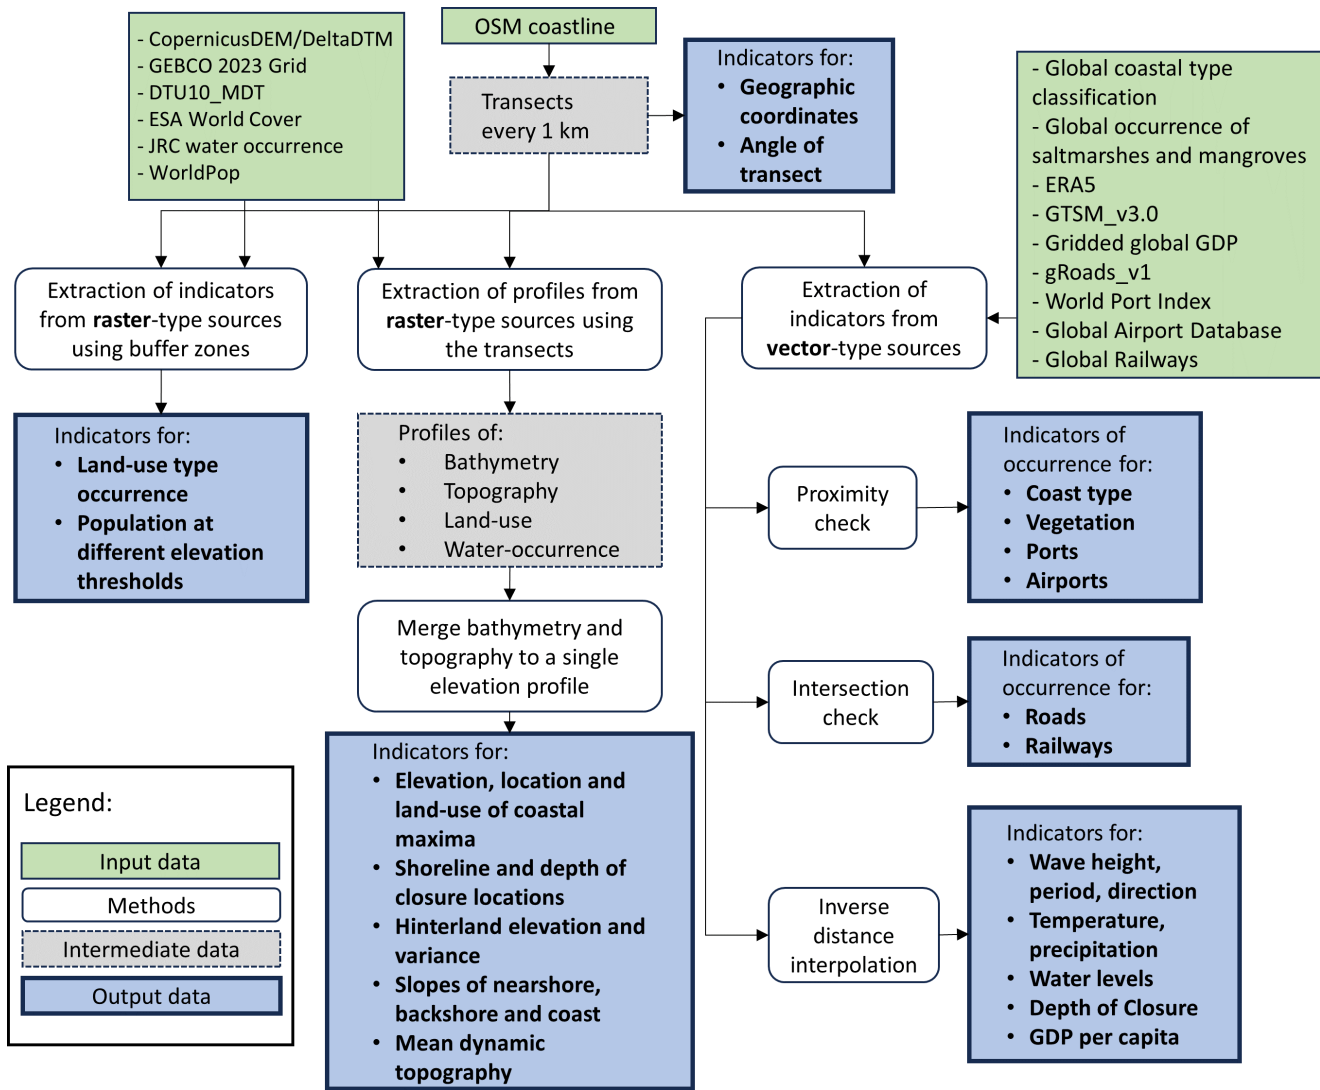 - CopernicusDEM/DeltaDTM
- GEBCO 2023 Grid
- DTU10_MDT
- ESA World Cover
- JRC water occurrence
- WorldPop
OSM coastline
Transects
every 1 km
Indicators for:
• Geographic
coordinates
• Angle of
transect
- Global coastal type
classification
- Global occurrence of
saltmarshes and mangroves
- ERA5
- GTSM_v3.0
- Gridded global GDP
- gRoads_v1
- World Port Index
- Global Airport Database
- Global Railways
Extraction of indicators
from raster-type sources
using buffer zones
Extraction of profiles from
raster-type sources using
the transects
Extraction of
indicators from
vector-type sources
Indicators for:
• Land-use type
occurrence
• Population at
different elevation
thresholds
Profiles of:
• Bathymetry
• Topography
• Land-use
• Water-occurrence
Merge bathymetry and
topography to a single
elevation profile
Indicators for:
• Elevation, location and
land-use of coastal
maxima
• Shoreline and depth of
closure locations
• Hinterland elevation and
variance
• Slopes of nearshore,
backshore and coast
• Mean dynamic
topography
Proximity
check
Indicators of
occurrence for:
• Coast type
• Vegetation
• Ports
• Airports
Intersection
check
Indicators of
occurrence for:
• Roads
• Railways
Inverse
distance
interpolation
Indicators for:
• Wave height,
period, direction
• Temperature,
precipitation
• Water levels
• Depth of Closure
• GDP per capita
Legend:
Input data
Methods
Intermediate data
Output data